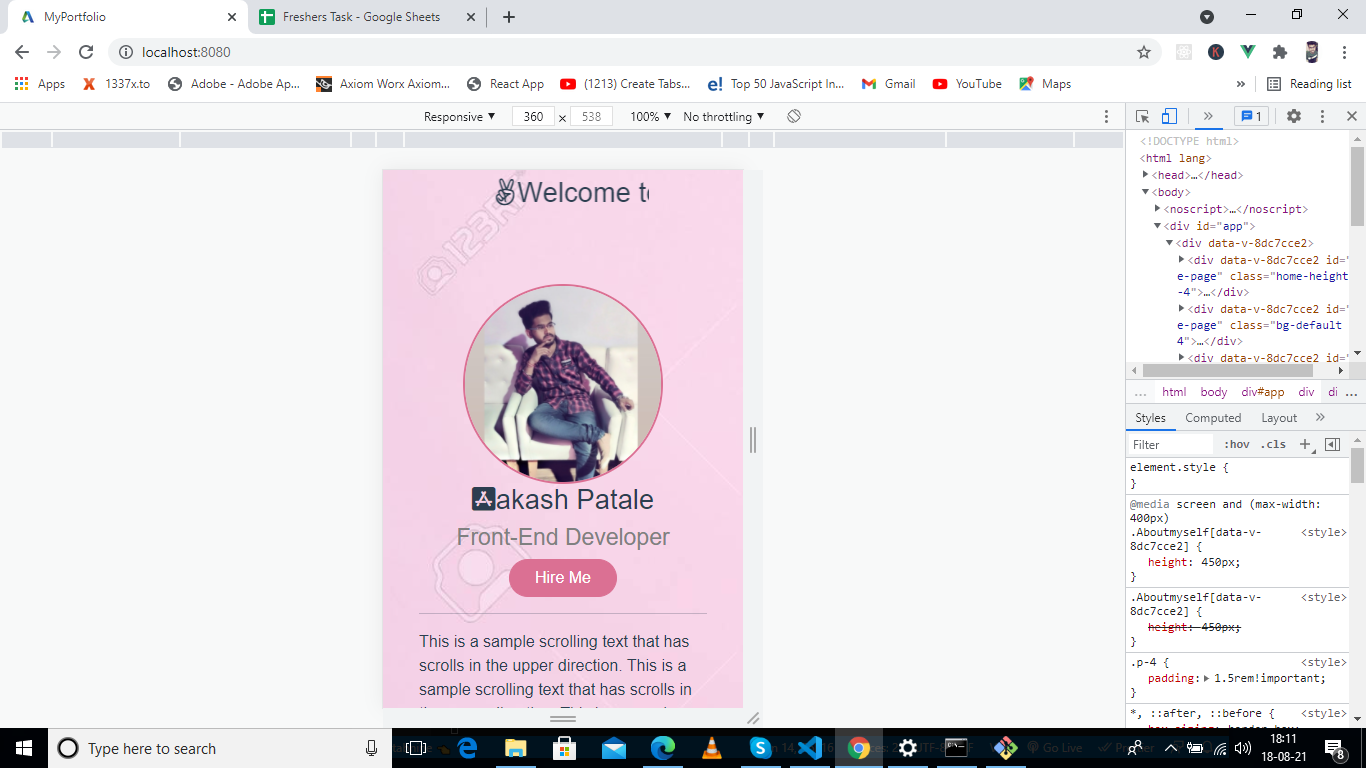 MyPortfolio
Freshers Task - Google Sheets
localhost:8080
Apps
1337x.to
Adobe - Adobe Ap...
Axiom Worx Axiom...
React App
(1213) Create Tabs...
Top 50 JavaScript In...
Gmail
YouTube
Maps
»
Reading list
Responsive ▼ 360 x 538 100% ▼ No throttling ▼
» 1
✌Welcome to
123RF
Aakash Patale
Front-End Developer
Hire Me
This is a sample scrolling text that has
scrolls in the upper direction. This is a
sample scrolling text that has scrolls in
<!DOCTYPE html>
<html lang>
▶<head>…</head>
▼<body>
▶<noscript>…</noscript>
▼<div id="app">
▼<div data-v-8dc7cce2>
▶<div data-v-8dc7cce2 id="
e-page" class="home-height
-4">…</div>
▶<div data-v-8dc7cce2 id="
e-page" class="bg-default
4">…</div>
▶<div data-v-8dc7cce2 id="
... html body div#app div di ...
Styles Computed Layout »
Filter :hov .cls +
element.style {
}
@media screen and (max-width:
400px)
.Aboutmyself[data-v- <style>
8dc7cce2] {
height: 450px;
}
.Aboutmyself[data-v- <style>
8dc7cce2] {
height: 450px;
}
.p-4 { <style>
padding:▶ 1.5rem!important;
}
*, ::after, ::before { <style>
Type here to search
Go Live
18:11
18-08-21
8